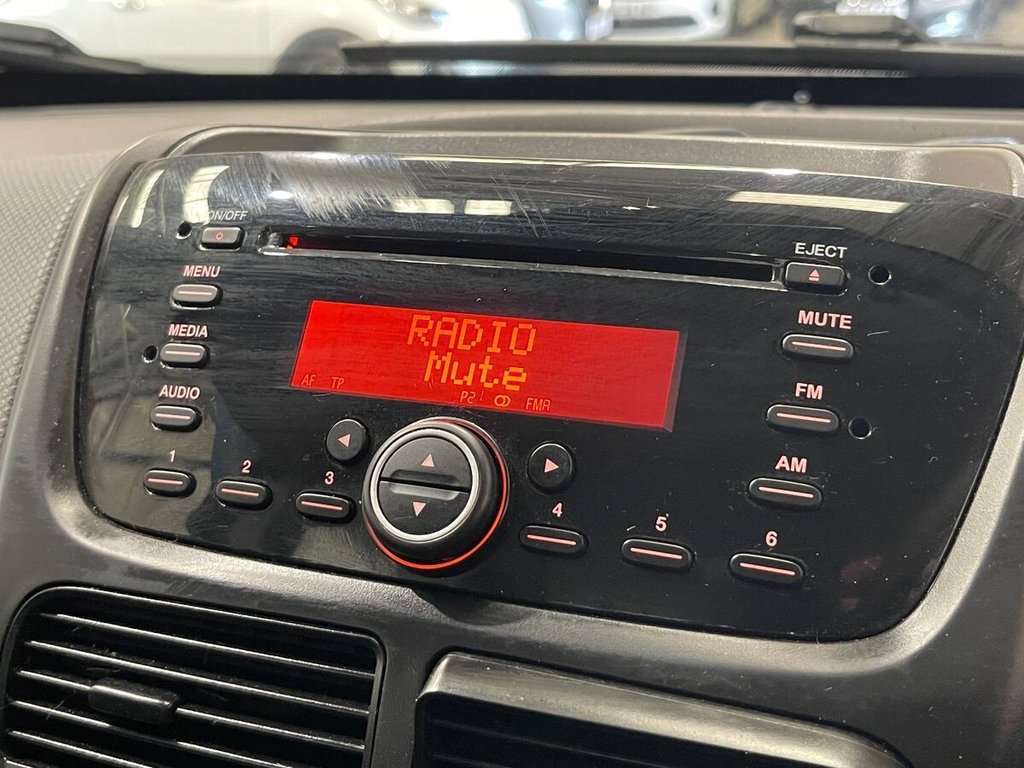 ON/OFF
EJECT
MENU
MUTE
MEDIA
RADIO
Mute
AF TP
P2 FMA
FM
AUDIO
AM
1 2 3 4 5 6